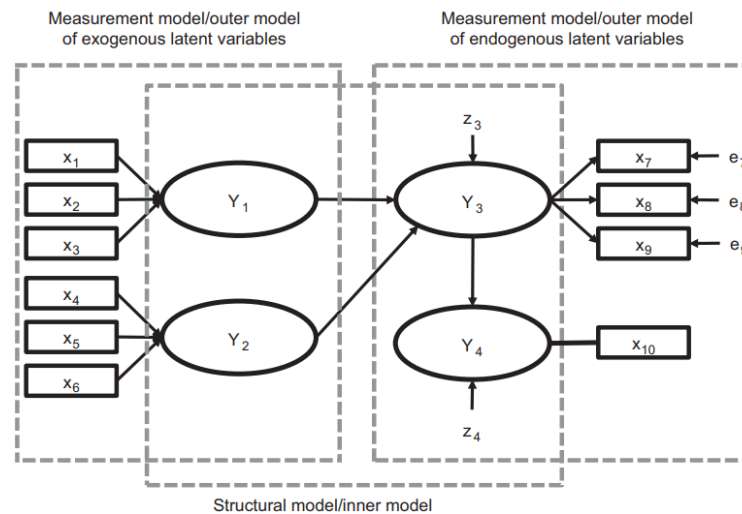 Measurement model/outer model
of exogenous latent variables
Measurement model/outer model
of endogenous latent variables
x1
x2
x3
x4
x5
x6
Y1
Y2
z3
Y3
Y4
z4
x7
x8
x9
x10
e8
Structural model/inner model